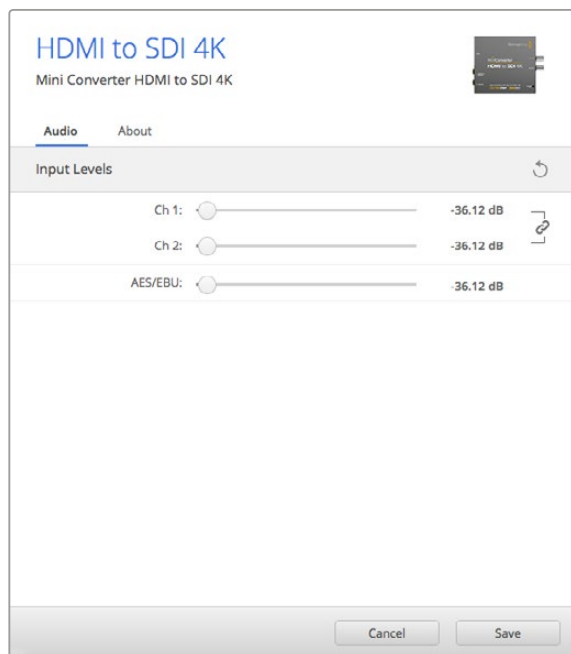 HDMI to SDI 4K
Mini Converter HDMI to SDI 4K
Audio About
Input Levels
Ch 1: -36.12 dB
Ch 2: -36.12 dB
AES/EBU: -36.12 dB
Cancel Save